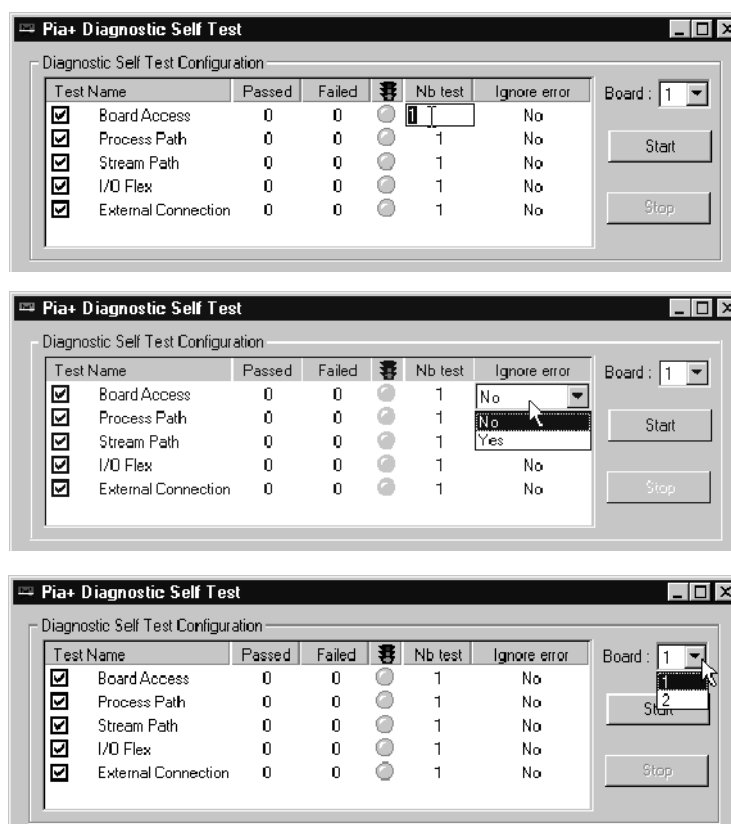 Pia+ Diagnostic Self Test
Diagnostic Self Test Configuration
Test Name Passed Failed Nb test Ignore error Board : 1
Board Access 0 0 1 No
Process Path 0 0 1 No Start
Stream Path 0 0 1 No
I/O Flex 0 0 1 No Stop
External Connection 0 0 1 No
Pia+ Diagnostic Self Test
Diagnostic Self Test Configuration
Test Name Passed Failed Nb test Ignore error Board : 1
Board Access 0 0 1 No
Process Path 0 0 1 No Start
Stream Path 0 0 1 Yes
I/O Flex 0 0 1 No
External Connection 0 0 1 No Stop
Pia+ Diagnostic Self Test
Diagnostic Self Test Configuration
Test Name Passed Failed Nb test Ignore error Board : 1
Board Access 0 0 1 No 1
Process Path 0 0 1 No 2
Stream Path 0 0 1 No Start
I/O Flex 0 0 1 No
External Connection 0 0 1 No Stop